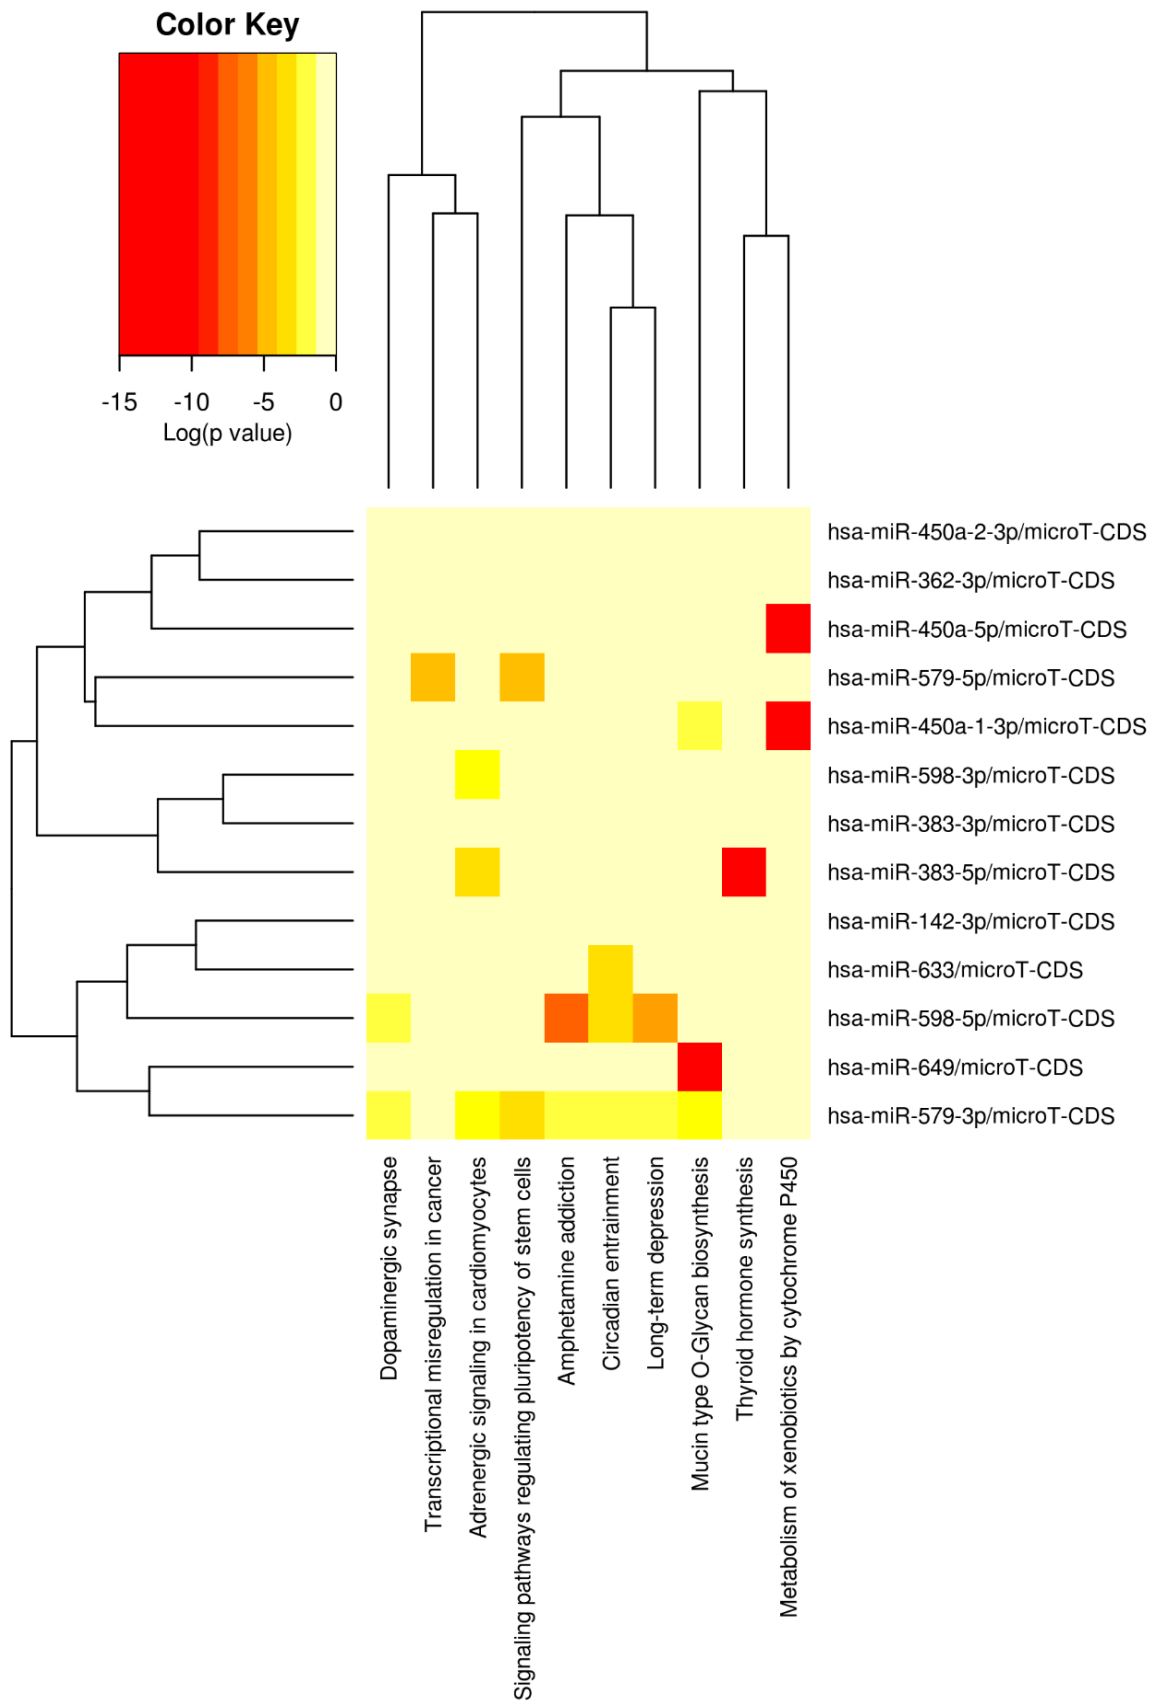 Color Key
-15 -10 -5 0
Log(p value)
hsa-miR-450a-2-3p/microT-CDS
hsa-miR-362-3p/microT-CDS
hsa-miR-450a-5p/microT-CDS
hsa-miR-579-5p/microT-CDS
hsa-miR-450a-1-3p/microT-CDS
hsa-miR-598-3p/microT-CDS
hsa-miR-383-3p/microT-CDS
hsa-miR-383-5p/microT-CDS
hsa-miR-142-3p/microT-CDS
hsa-miR-633/microT-CDS
hsa-miR-598-5p/microT-CDS
hsa-miR-649/microT-CDS
hsa-miR-579-3p/microT-CDS
Dopaminergic synapse
Transcriptional misregulation in cancer
Adrenergic signaling in cardiomyocytes
Signaling pathways regulating pluripotency of stem cells
Amphetamine addiction
Circadian entrainment
Long-term depression
Mucin type O-Glycan biosynthesis
Thyroid hormone synthesis
Metabolism of xenobiotics by cytochrome P450